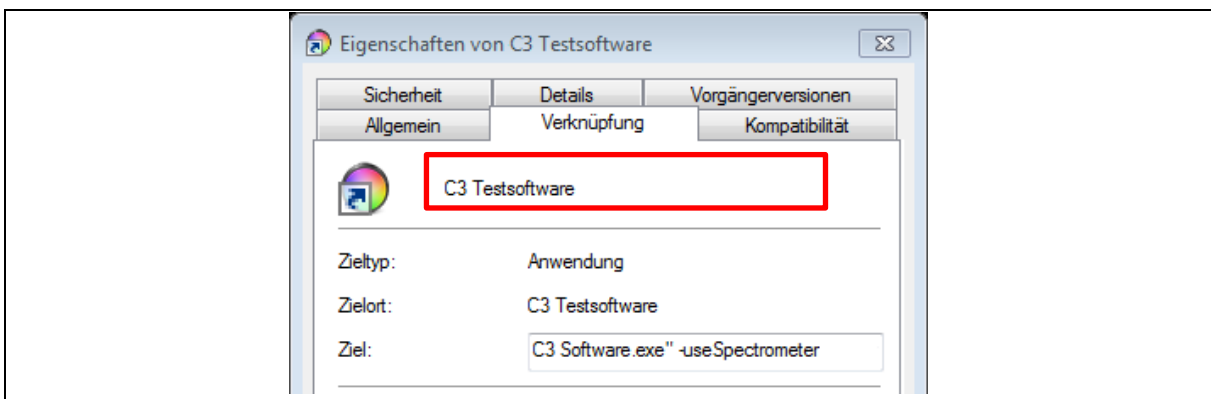 Eigenschaften von C3 Testsoftware
Sicherheit Details Vorgängerversionen
Allgemein Verknüpfung Kompatibilität
C3 Testsoftware
Zieltyp: Anwendung
Zielort: C3 Testsoftware
Ziel: C3 Software.exe" -useSpectrometer